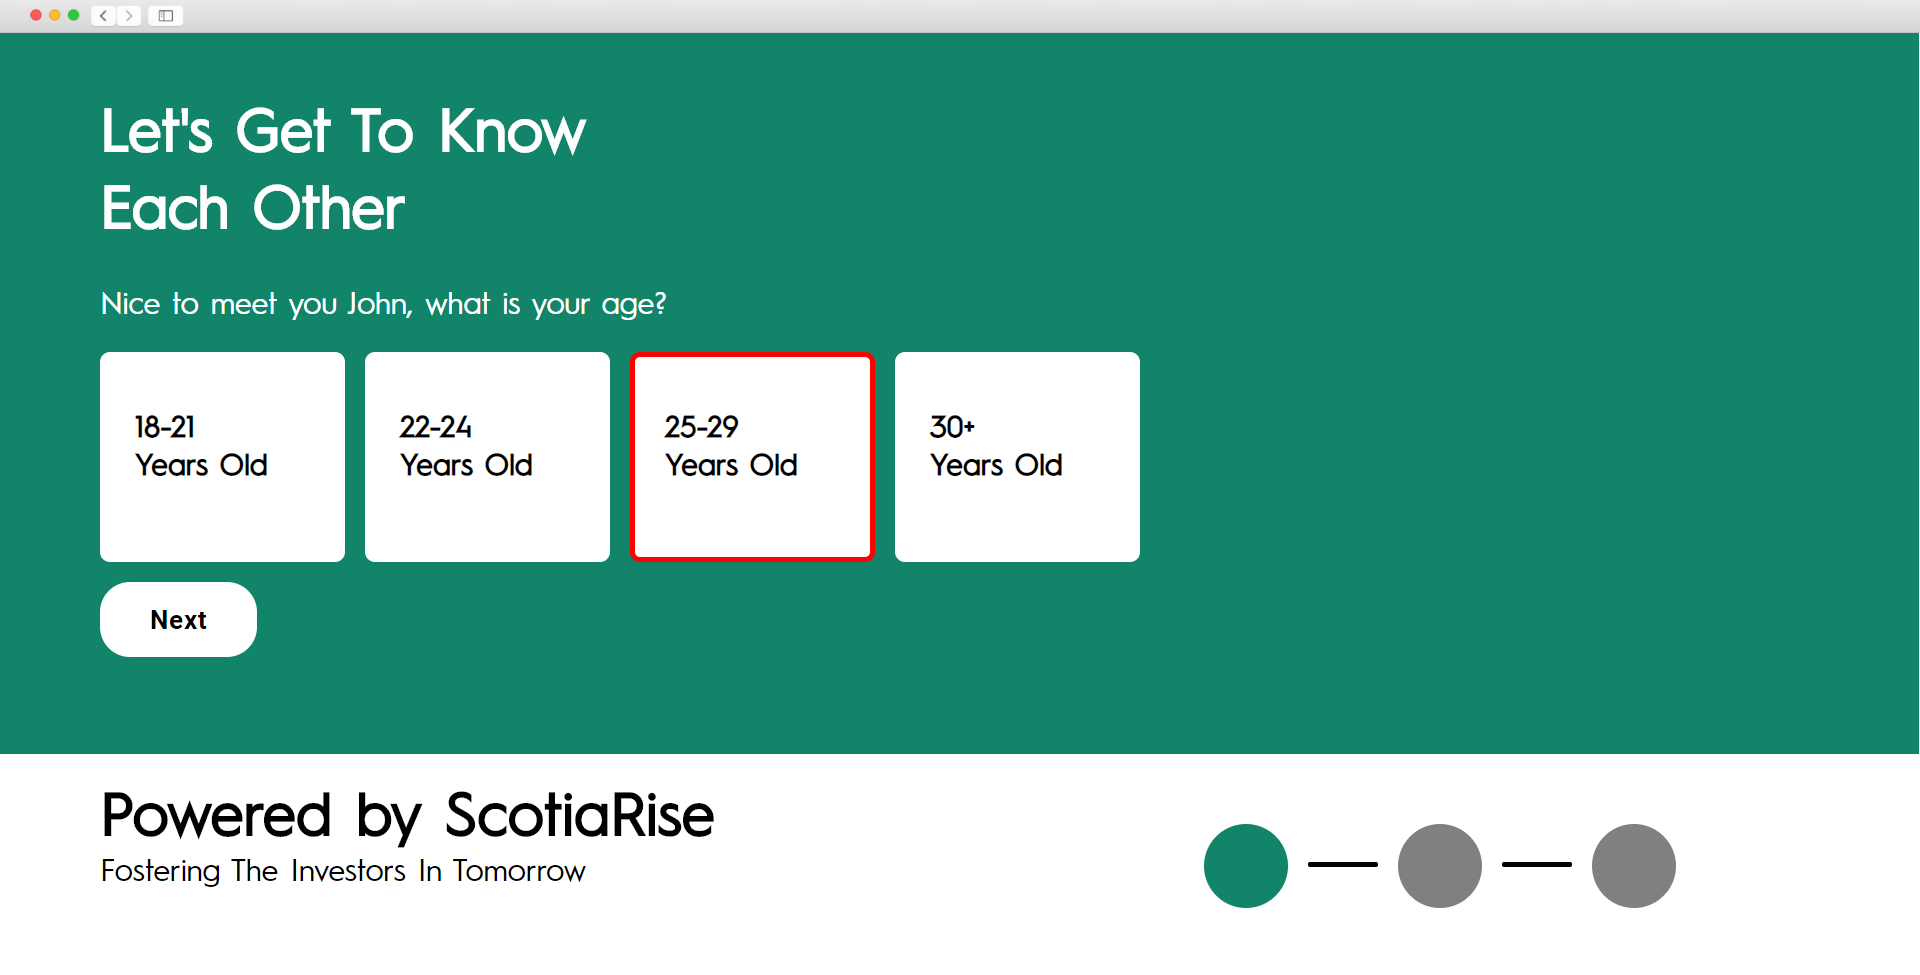 Let's Get To Know
Each Other
Nice to meet you John, what is your age?
18-21
Years Old
22-24
Years Old
25-29
Years Old
30+
Years Old
Next
Powered by ScotiaRise
Fostering The Investors In Tomorrow